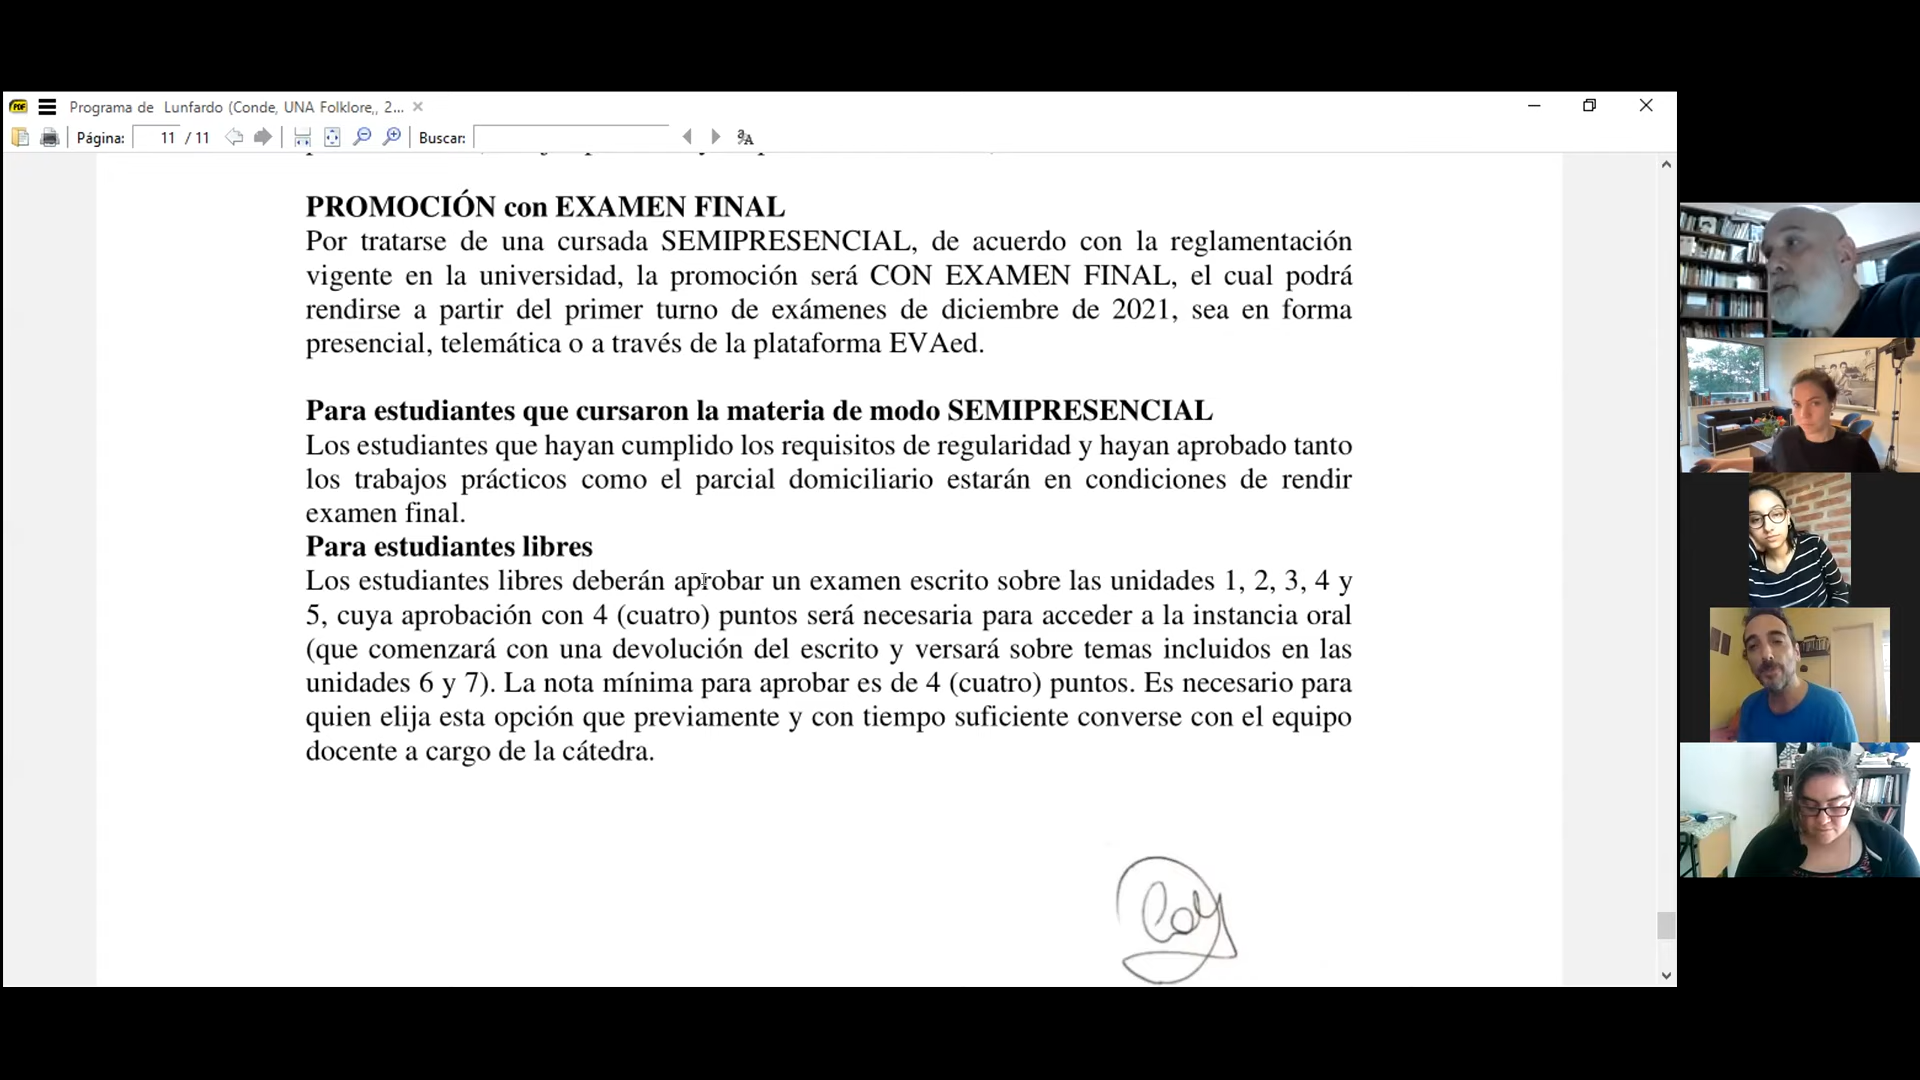 Programa de Lunfardo (Conde, UNA Folklore,, 2...
Página: 11 / 11 Buscar:
PROMOCIÓN con EXAMEN FINAL
Por tratarse de una cursada SEMIPRESENCIAL, de acuerdo con la reglamentación
vigente en la universidad, la promoción será CON EXAMEN FINAL, el cual podrá
rendirse a partir del primer turno de exámenes de diciembre de 2021, sea en forma
presencial, telemática o a través de la plataforma EVAed.
Para estudiantes que cursaron la materia de modo SEMIPRESENCIAL
Los estudiantes que hayan cumplido los requisitos de regularidad y hayan aprobado tanto
los trabajos prácticos como el parcial domiciliario estarán en condiciones de rendir
examen final.
Para estudiantes libres
Los estudiantes libres deberán aprobar un examen escrito sobre las unidades 1, 2, 3, 4 y
5, cuya aprobación con 4 (cuatro) puntos será necesaria para acceder a la instancia oral
(que comenzará con una devolución del escrito y versará sobre temas incluidos en las
unidades 6 y 7). La nota mínima para aprobar es de 4 (cuatro) puntos. Es necesario para
quien elija esta opción que previamente y con tiempo suficiente converse con el equipo
docente a cargo de la cátedra.